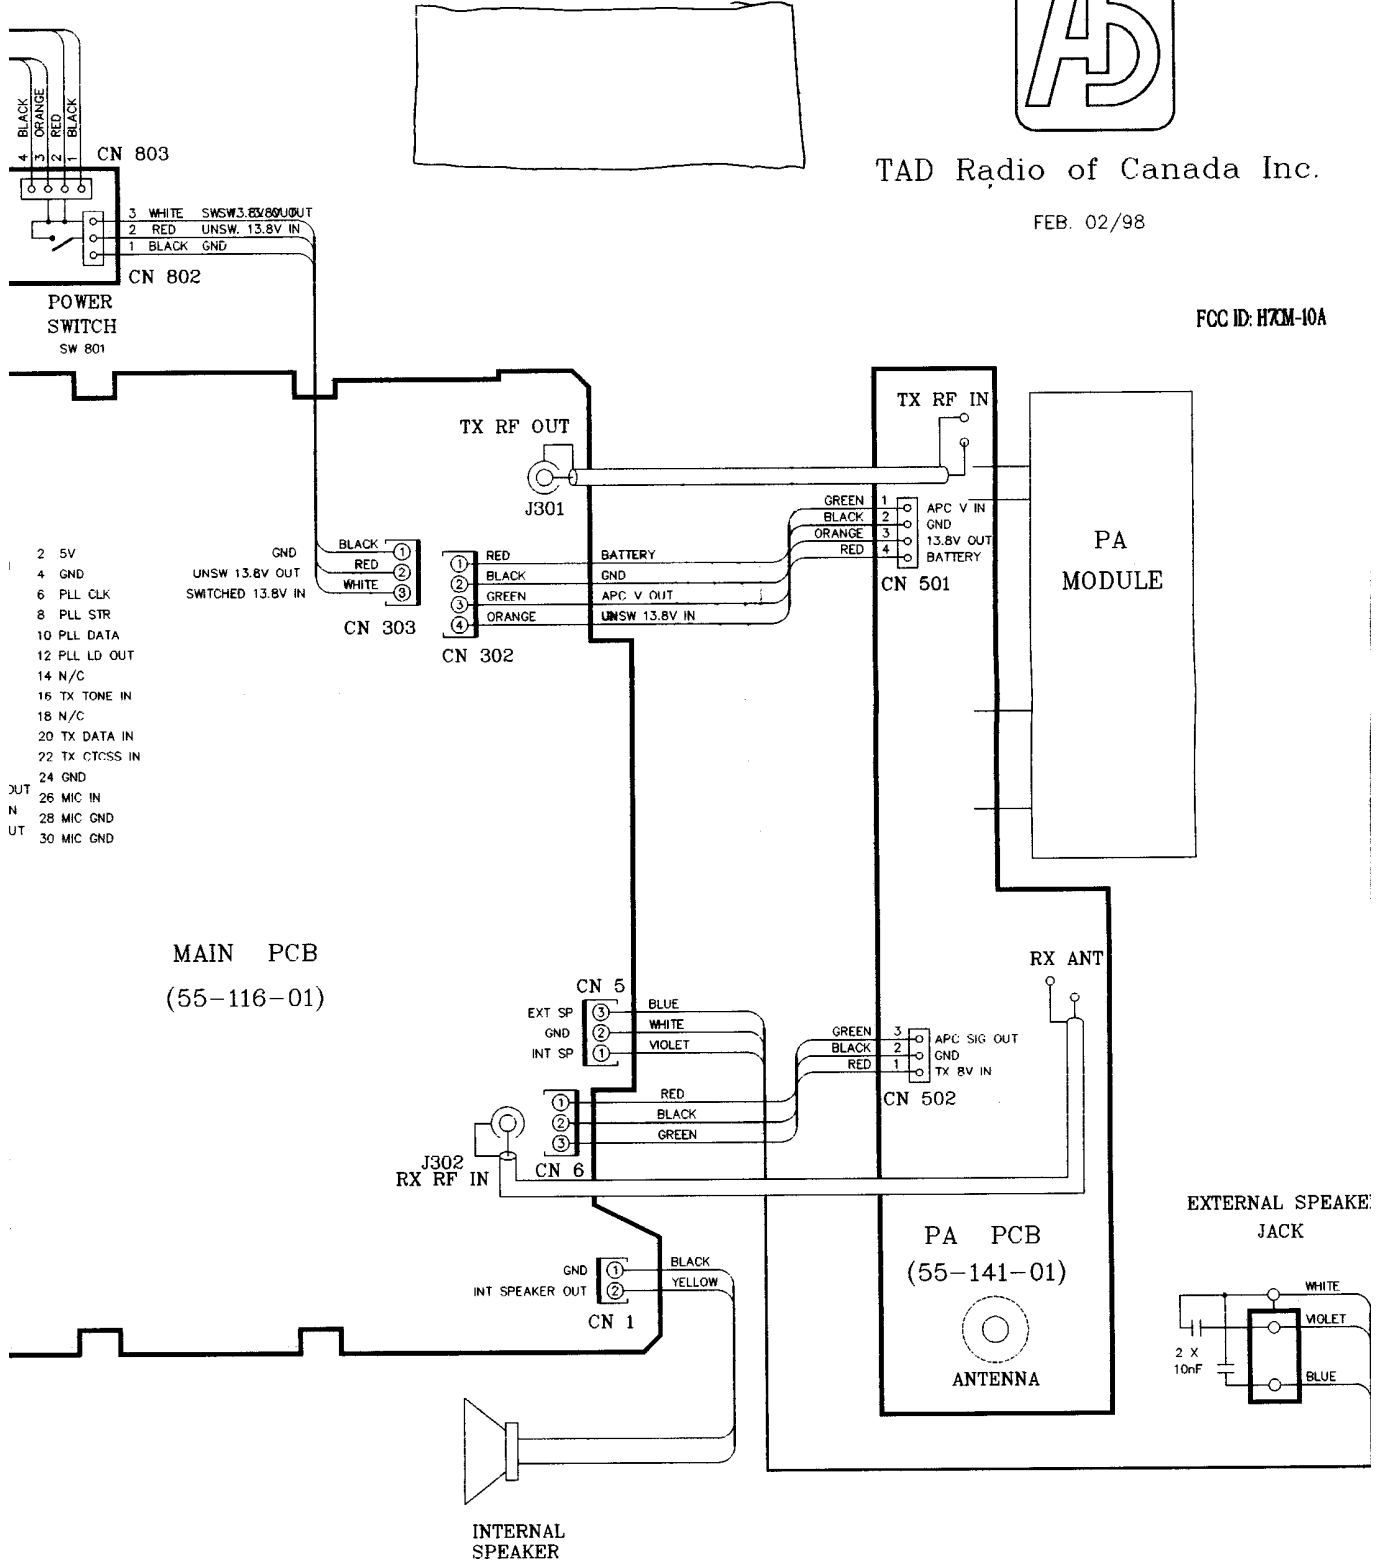 TAD Radio of Canada Inc.
FEB. 02/98
FCC ID: H7CM-10A
4 BLACK
3 ORANGE
2 RED
1 BLACK
CN 803
3 WHITE
2 RED UNSW. 13.8V IN
1 BLACK GND
CN 802
POWER
SWITCH
SW 801
TX RF OUT
J301
TX RF IN
GREEN 1 APC V IN
BLACK 2 GND
ORANGE 3 13.8V OUT
RED 4 BATTERY
CN 501
PA
MODULE
GND BLACK 1
UNSW 13.8V OUT RED 2
SWITCHED 13.8V IN WHITE 3
CN 303
1 RED BATTERY
2 BLACK GND
3 GREEN APC V OUT
4 ORANGE UNSW 13.8V IN
CN 302
2 5V
4 GND
6 PLL CLK
8 PLL STR
10 PLL DATA
12 PLL LD OUT
14 N/C
16 TX TONE IN
18 N/C
20 TX DATA IN
22 TX CTCSS IN
24 GND
OUT 26 MIC IN
N 28 MIC GND
UT 30 MIC GND
MAIN PCB
(55-116-01)
CN 5
EXT SP 3 BLUE
GND 2 WHITE
INT SP 1 VIOLET
RX ANT
GREEN 3 APC SIG OUT
BLACK 2 GND
RED 1 TX 8V IN
CN 502
1 RED
2 BLACK
3 GREEN
CN 6
J302
RX RF IN
PA PCB
(55-141-01)
ANTENNA
GND 1 BLACK
INT SPEAKER OUT 2 YELLOW
CN 1
EXTERNAL SPEAKE
JACK
WHITE
VIOLET
BLUE
2 X
10nF
INTERNAL
SPEAKER